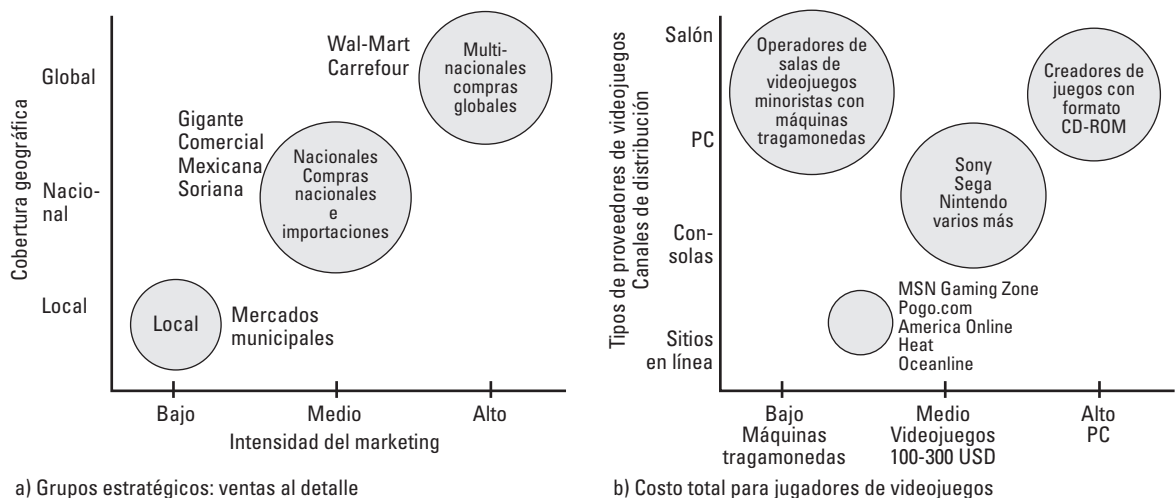 Cobertura geográfica
Global
Nacio-
nal
Local
Wal-Mart
Carrefour
Multi-
nacionales
compras
globales
Gigante
Comercial
Mexicana
Soriana
Nacionales
Compras
nacionales
e
importaciones
Local
Mercados
municipales
Bajo
Medio
Alto
Intensidad del marketing
a) Grupos estratégicos: ventas al detalle
Tipos de proveedores de videojuegos
Canales de distribución
Salón
PC
Con-
solas
Sitios
en línea
Operadores de
salas de
videojuegos
minoristas con
máquinas
tragamonedas
Creadores de
juegos con
formato
CD-ROM
Sony
Sega
Nintendo
varios más
MSN Gaming Zone
Pogo.com
America Online
Heat
Oceanline
Bajo
Máquinas
tragamonedas
Medio
Videojuegos
100-300 USD
Alto
PC
b) Costo total para jugadores de videojuegos